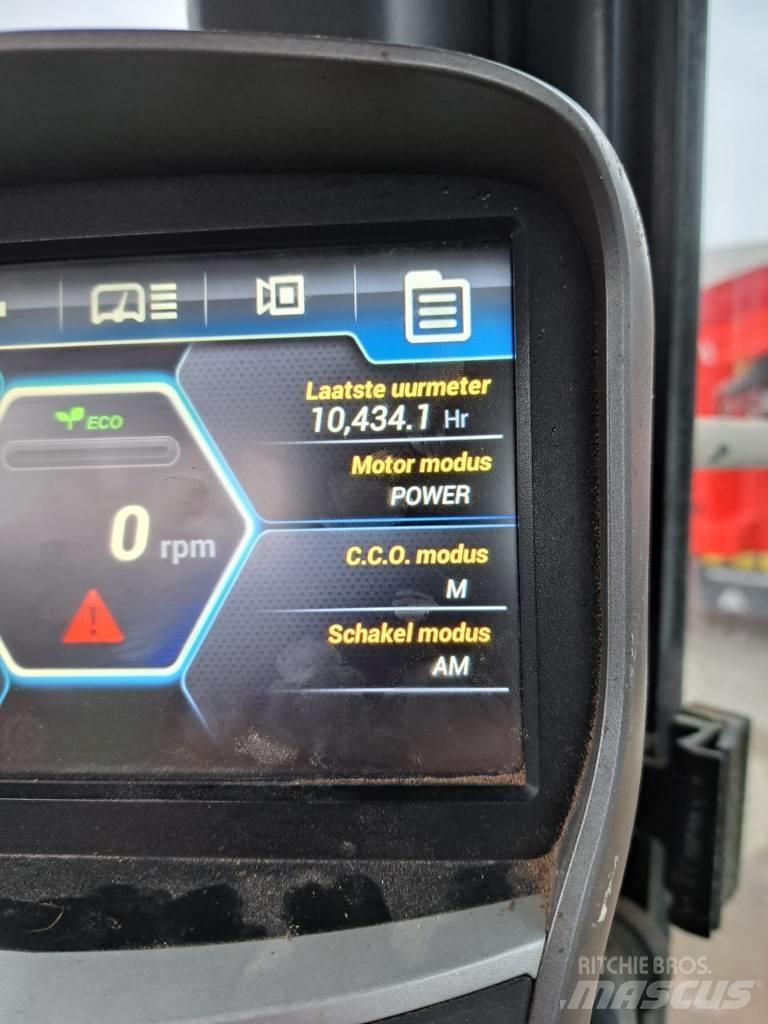 ECO
0 rpm
Laatste uurmeter
10,434.1 Hr
Motor modus
POWER
C.C.O. modus
M
Schakel modus
AM
RITCHIE BROS.
MASCUS